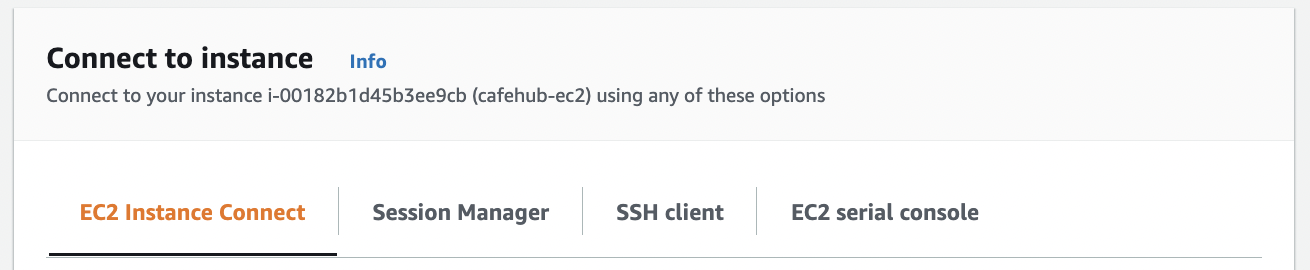 Connect to instance Info
Connect to your instance i-00182b1d45b3ee9cb (cafehub-ec2) using any of these options
EC2 Instance Connect Session Manager SSH client EC2 serial console